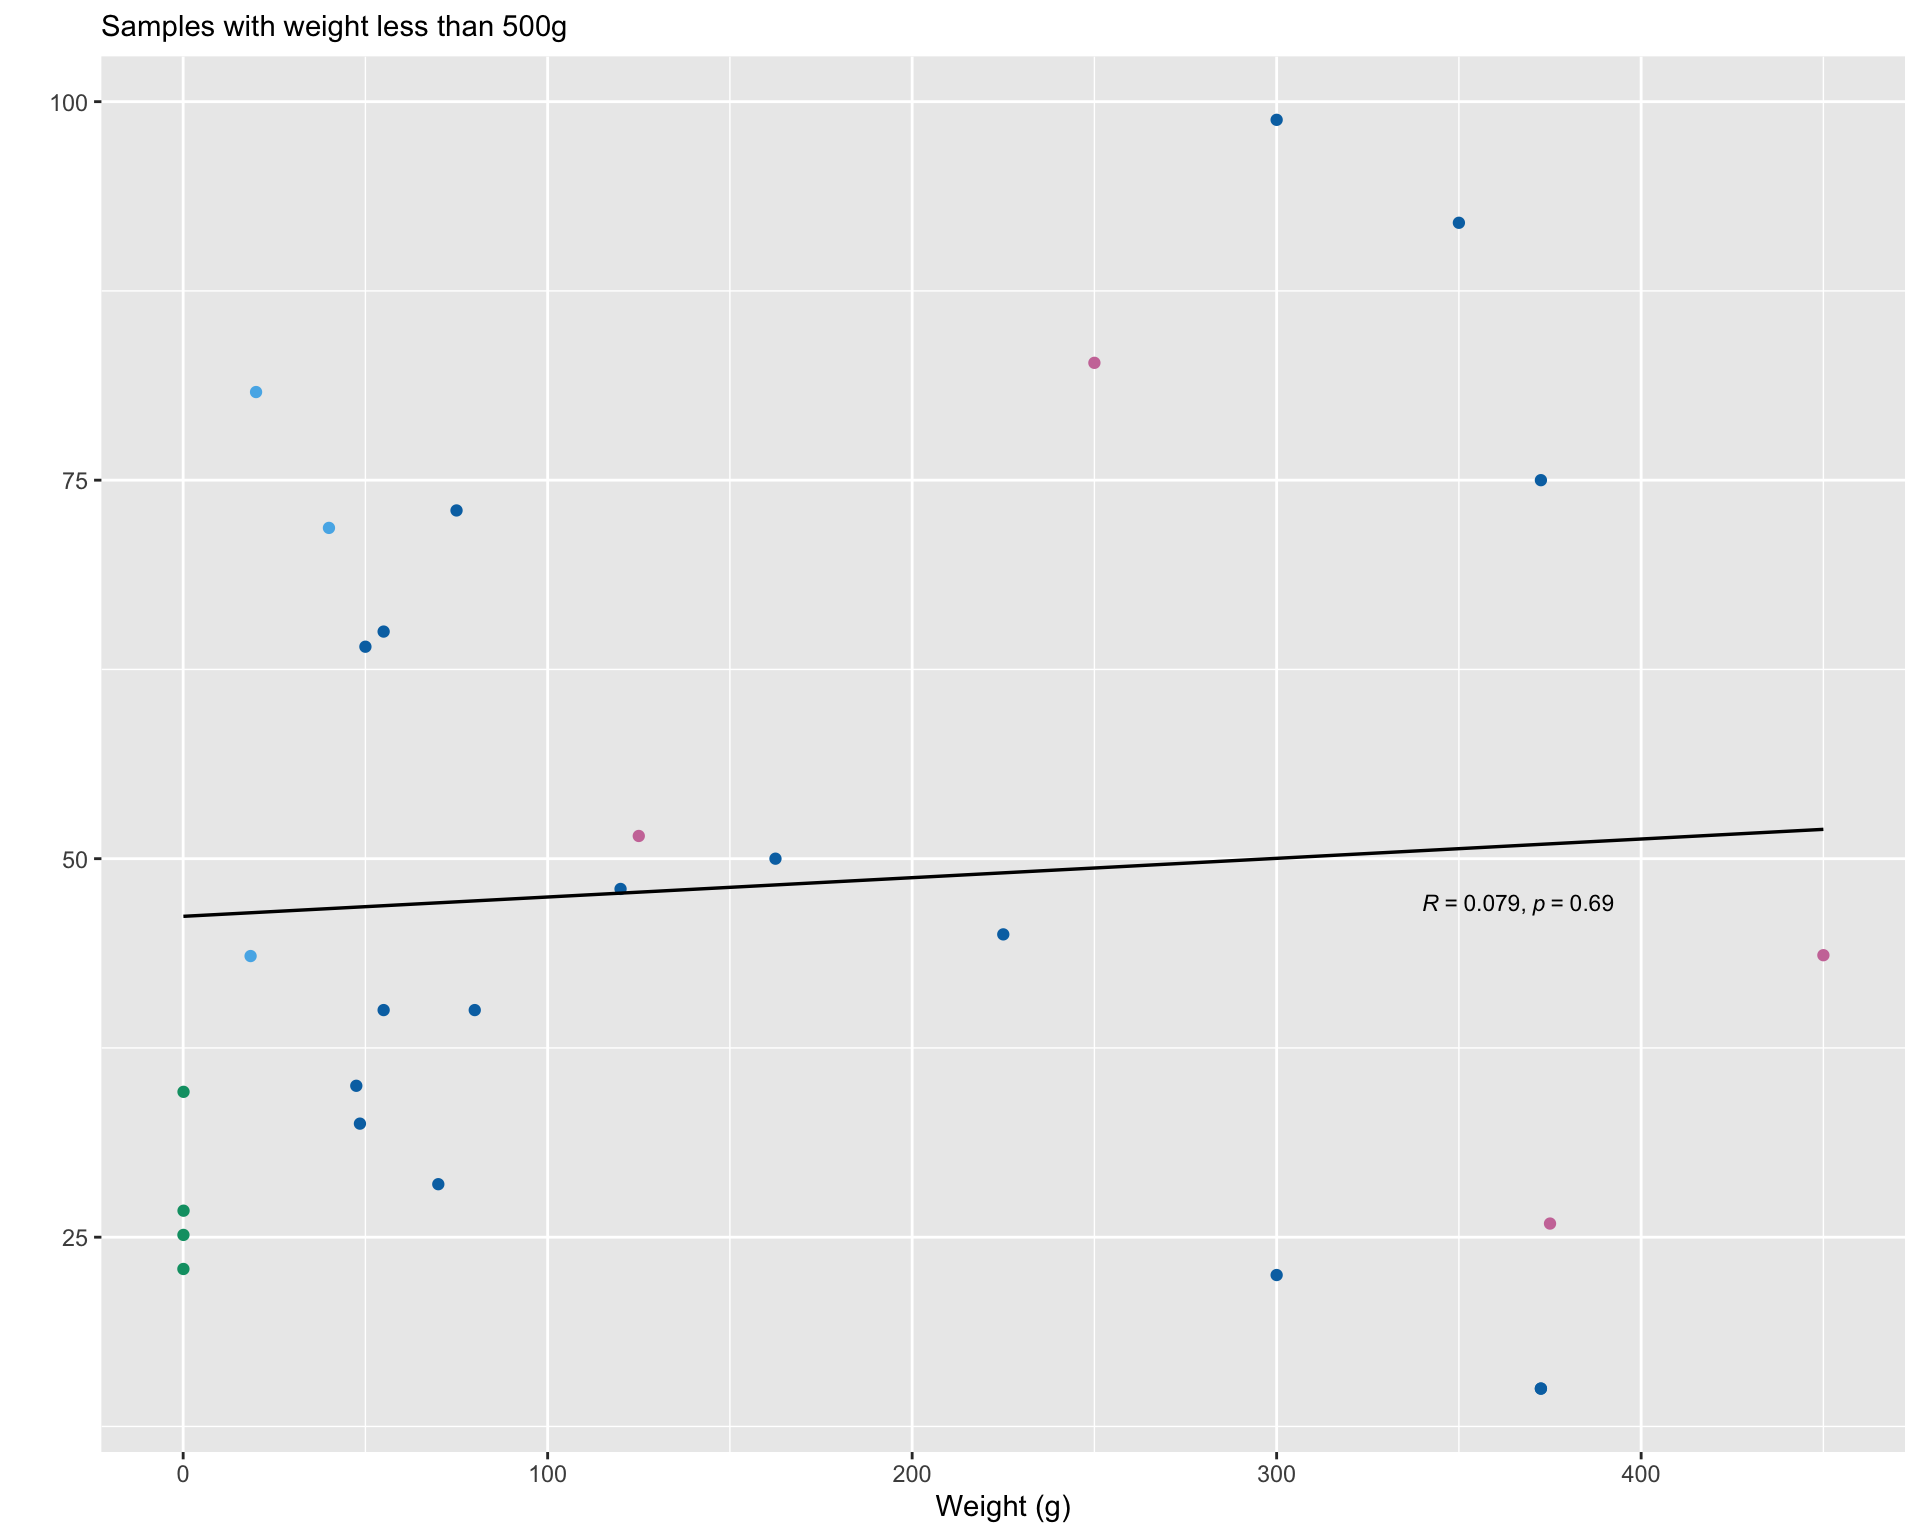 Samples with weight less than 500g
100
75
50
25
R = 0.079, p = 0.69
0 100 200 300 400
Weight (g)